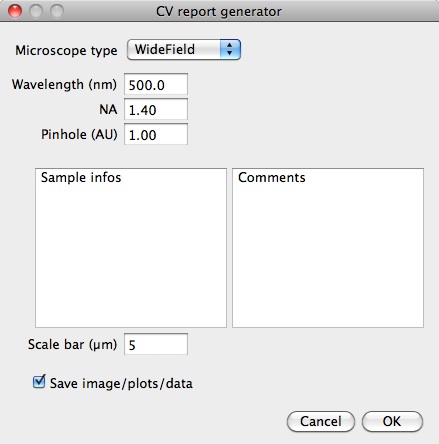 CV report generator
Microscope type WideField
Wavelength (nm) 500.0
NA 1.40
Pinhole (AU) 1.00
Sample infos Comments
Scale bar (µm) 5
Save image/plots/data
Cancel OK